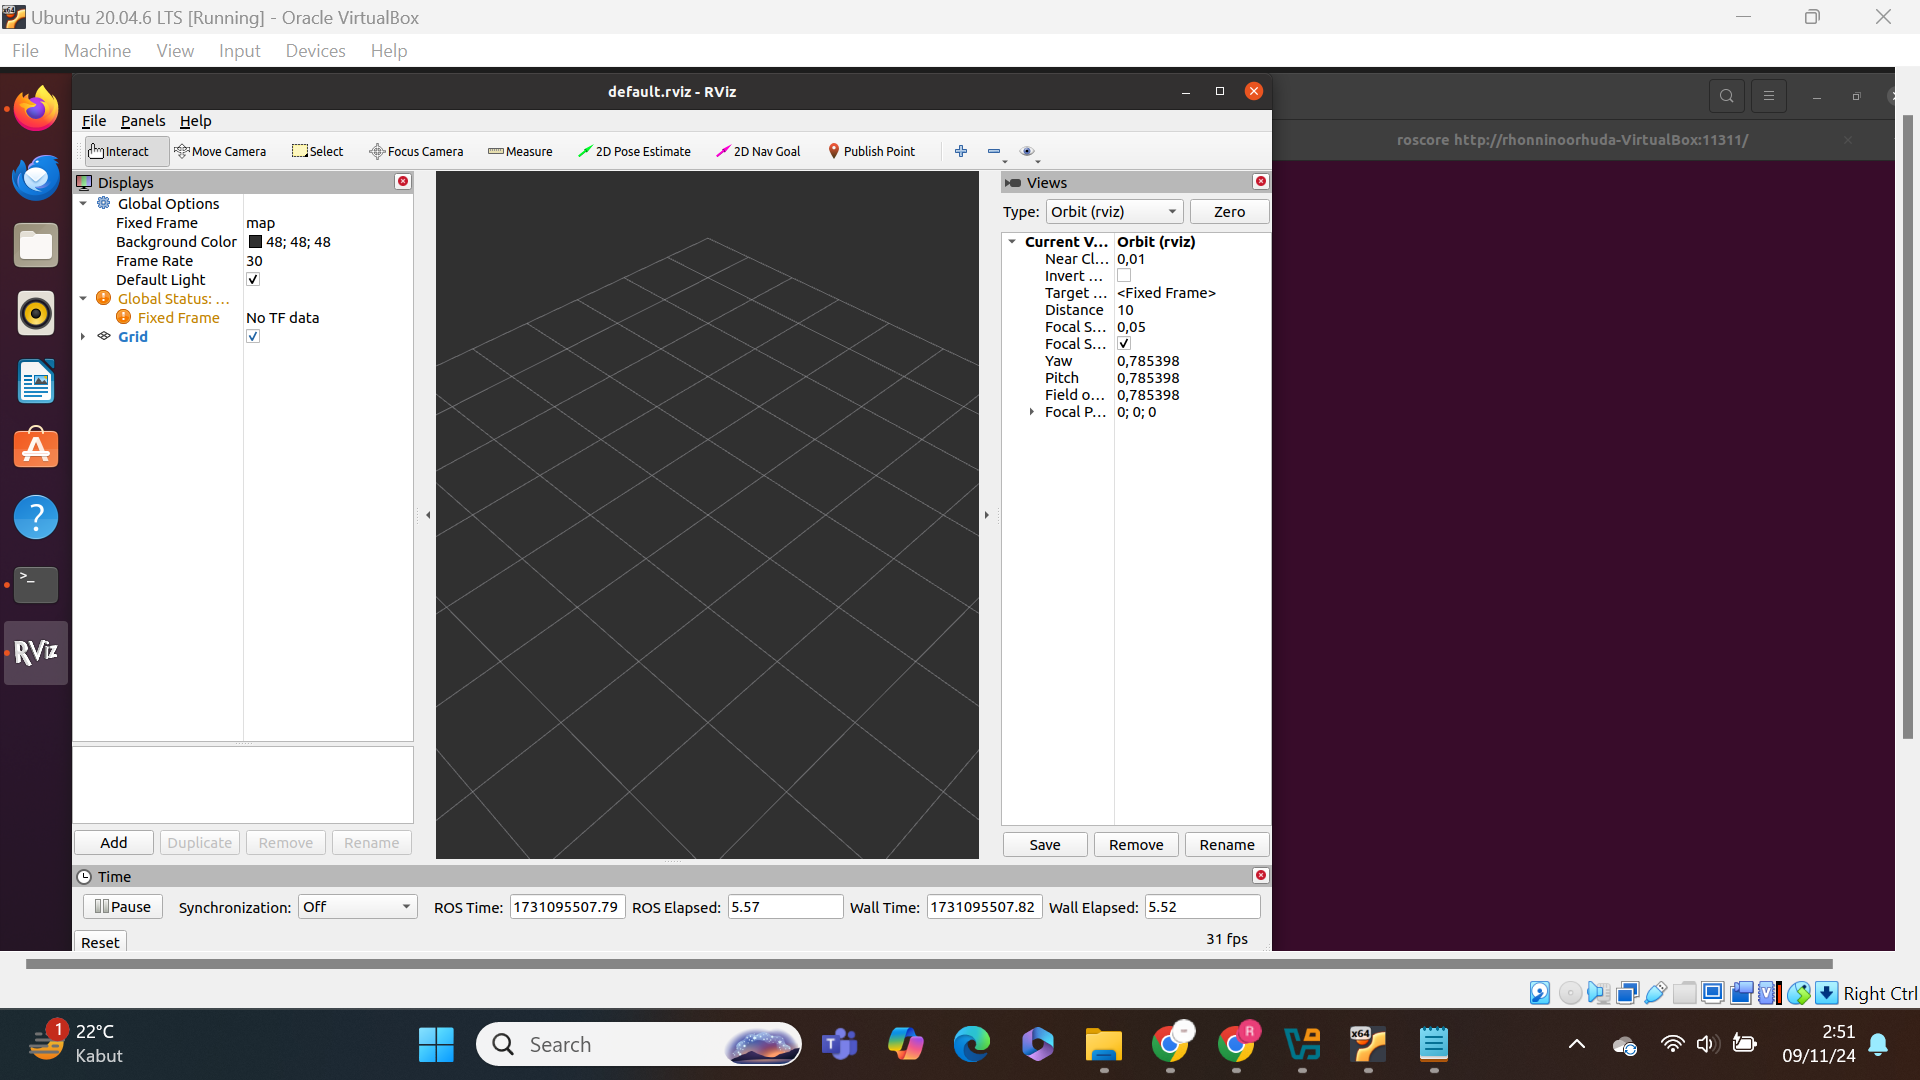 Ubuntu 20.04.6 LTS [Running] - Oracle VirtualBox
File Machine View Input Devices Help
default.rviz - RViz
File Panels Help
Interact Move Camera Select Focus Camera Measure 2D Pose Estimate 2D Nav Goal Publish Point
roscore http://rhonninoorhuda-VirtualBox:11311/
Displays
Global Options
Fixed Frame map
Background Color 48; 48; 48
Frame Rate 30
Default Light
Global Status: ...
Fixed Frame No TF data
Grid
Add Duplicate Remove Rename
Views
Type: Orbit (rviz) Zero
Current V... Orbit (rviz)
Near Cl... 0,01
Invert ...
Target ... <Fixed Frame>
Distance 10
Focal S... 0,05
Focal S...
Yaw 0,785398
Pitch 0,785398
Field o... 0,785398
Focal P... 0; 0; 0
Save Remove Rename
RViz
Time
Pause Synchronization: Off ROS Time: 1731095507.79 ROS Elapsed: 5.57 Wall Time: 1731095507.82 Wall Elapsed: 5.52
Reset 31 fps
Right Ctrl
1
22°C
Kabut
Search
R
x64
2:51
09/11/24